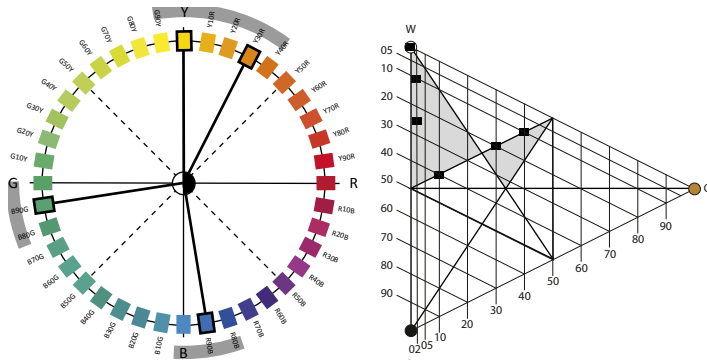 Y
Y10R
Y20R
Y30R
Y40R
Y50R
Y60R
Y70R
Y80R
Y90R
R
R10B
R20B
R30B
R40B
R50B
R60B
R70B
R80B
R90B
B
B10G
B20G
B30G
B40G
B50G
B60G
B70G
B80G
B90G
G
G10Y
G20Y
G30Y
G40Y
G50Y
G60Y
G70Y
G80Y
G90Y
W
05
10
20
30
40
50
60
70
80
90
C
02
05
10
20
30
40
50
60
70
80
90